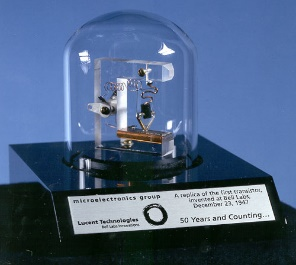 microelectronics group
Lucent Technologies
Bell Labs Innovations
A replica of the first transistor,
invented at Bell Labs,
December 23, 1947
50 Years and Counting...